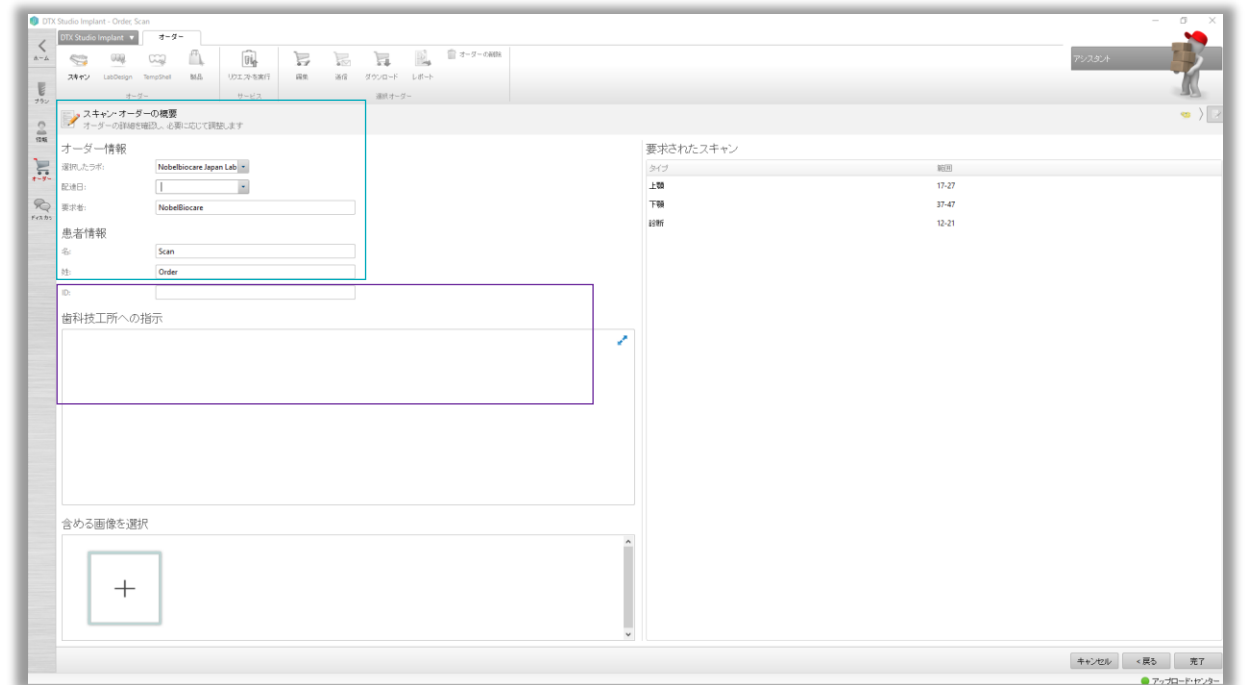 DTX Studio Implant - Order, Scan
DTX Studio Implant ▼ オーダー
ホーム
プラン
情報
オーダー
スキャン LabDesign TempShell 製品
オーダー
リクエストを実行
サービス
編集 送信 ダウンロード レポート オーダーの削除
選択オーダー
アシスタント
スキャン・オーダーの概要
オーダーの詳細を確認し、必要に応じて調整します
オーダー情報
選択したラボ: Nobelbiocare Japan Lab
配達日:
要求者: NobelBiocare
患者情報
名: Scan
姓: Order
ID:
歯科技工所への指示
含める画像を選択
要求されたスキャン
タイプ 範囲
上顎 17-27
下顎 37-47
診断 12-21
キャンセル <戻る 完了
アップロード・センター